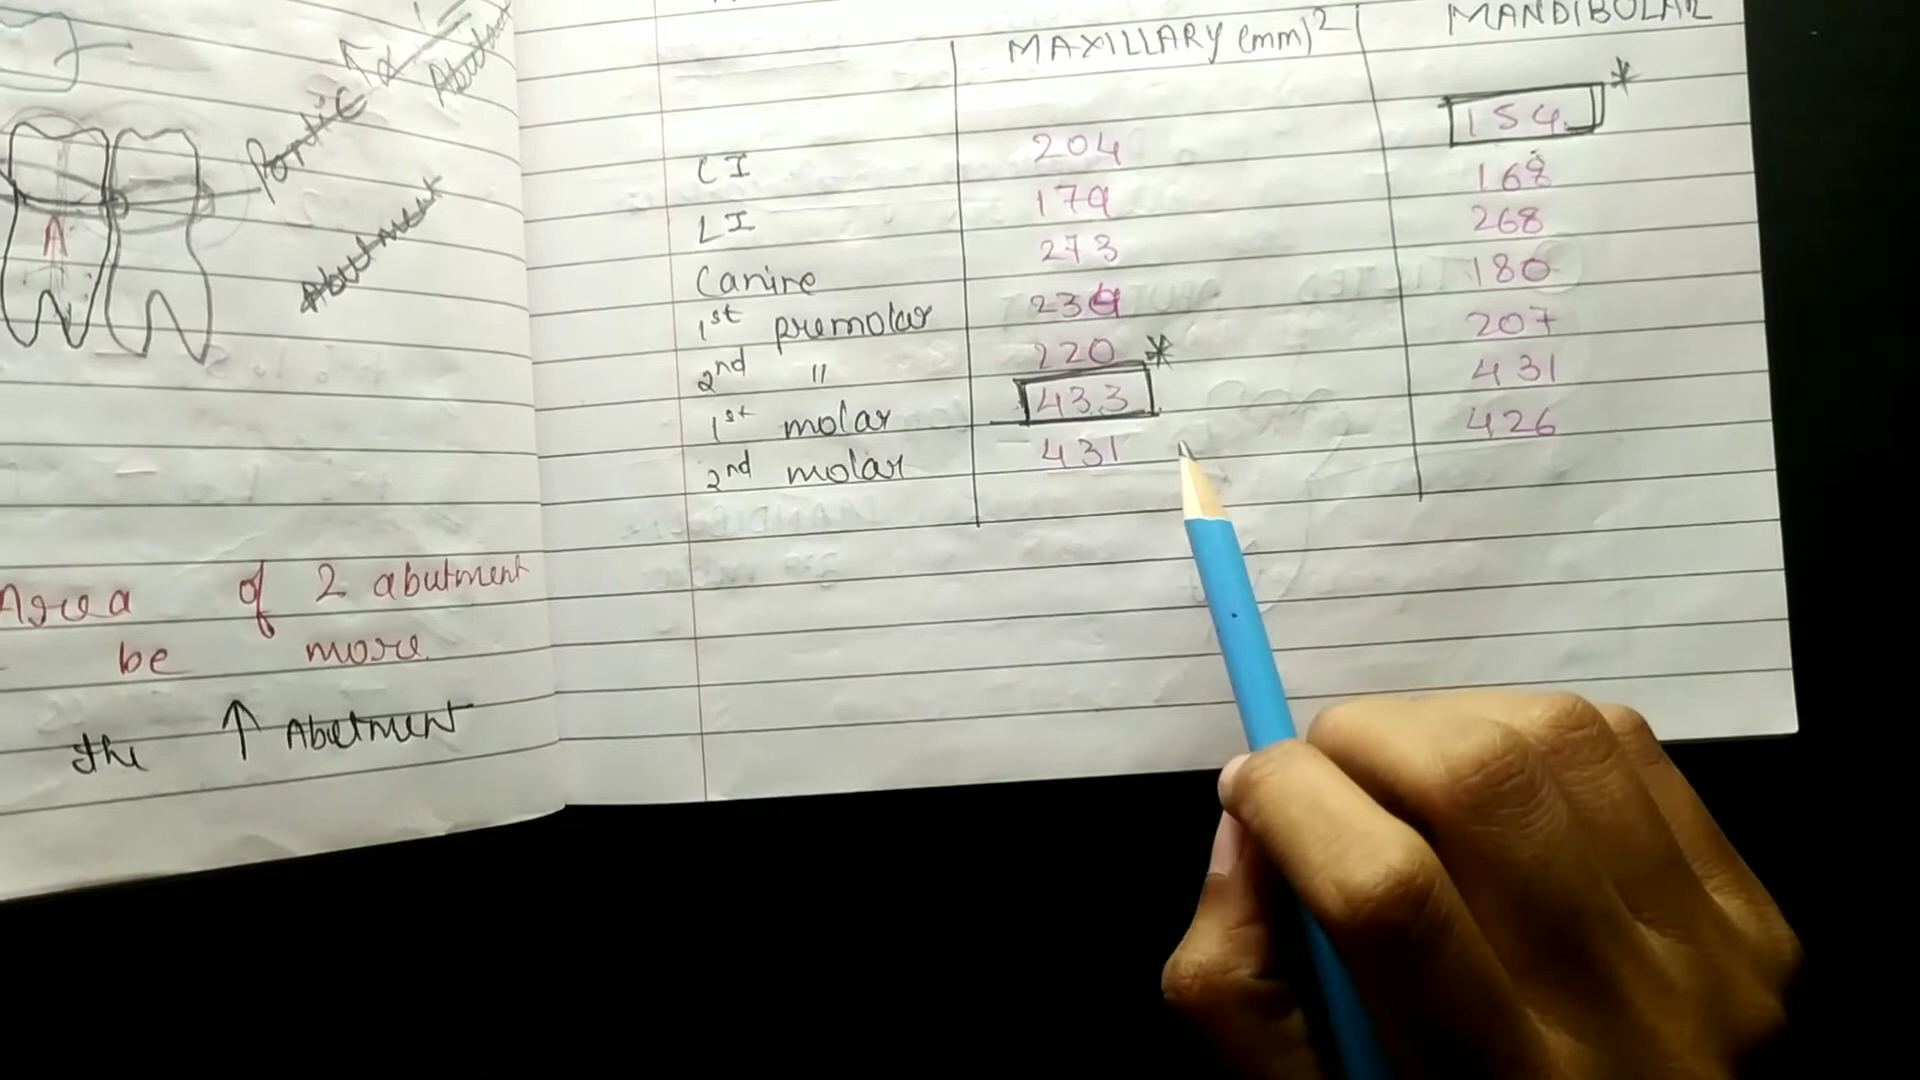 Pontic ↑ α 1
Abutment
Abutment
A
Area of 2 abutment
be more
the ↑ Abutment
MAXILLARY (mm)² MANDIBULAR
CI 204 154 *
LI 179 168
Canine 273 268
1st premolar 234 180
2nd " 220 * 207
1st molar 433 431
2nd molar 431 426